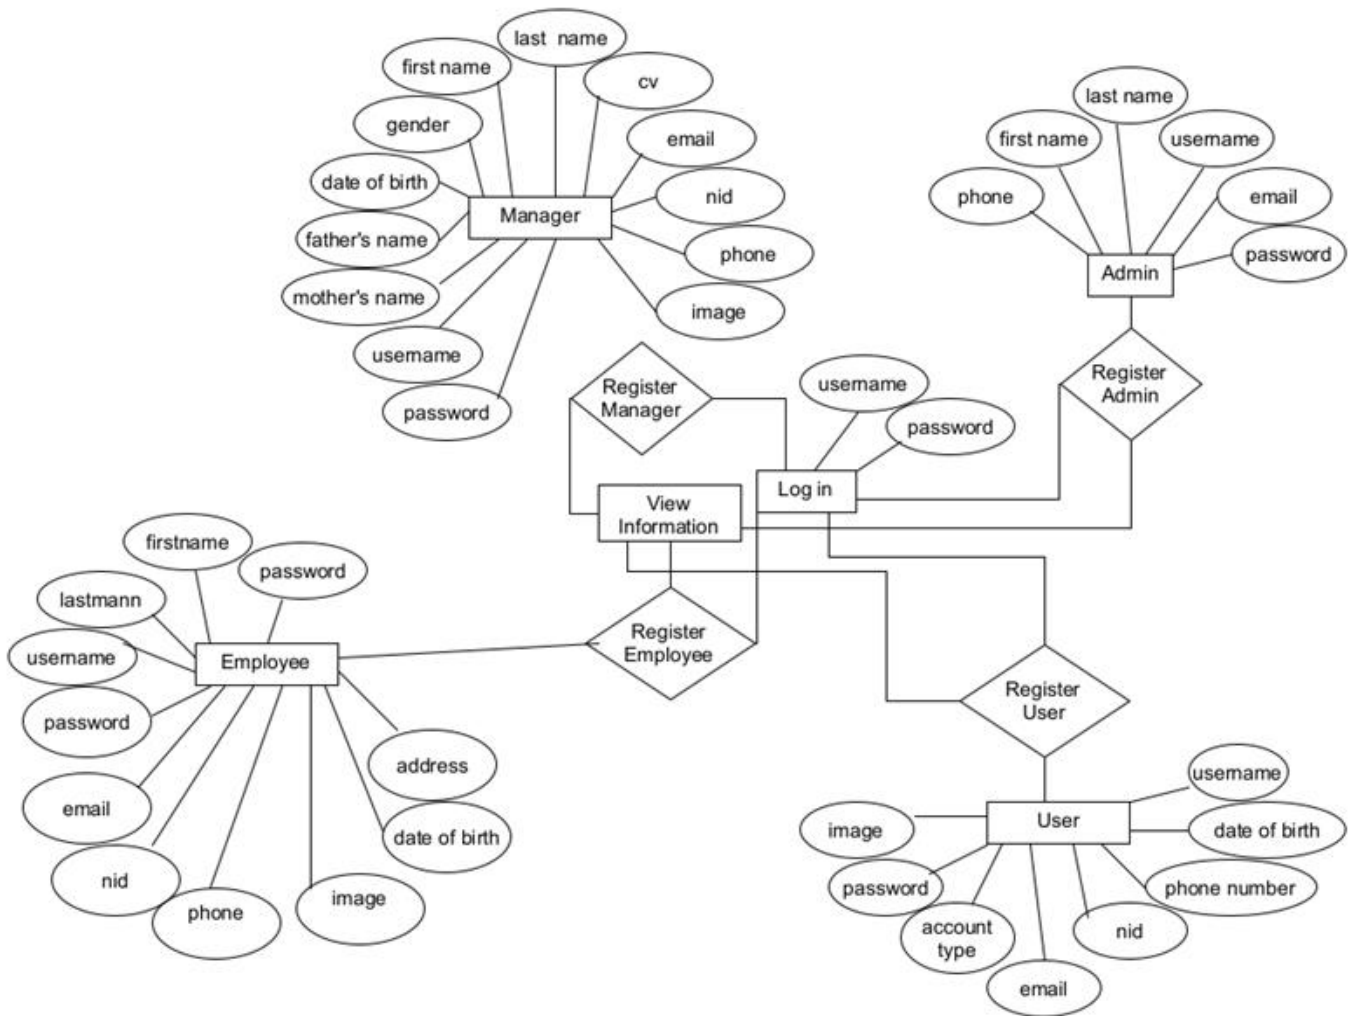 last name
first name
cv
gender
email
date of birth
nid
Manager
father's name
phone
mother's name
image
username
password
last name
first name
username
phone
email
password
Admin
Register
Admin
Register
Manager
username
password
Log in
View
Information
firstname
password
lastmann
username
Employee
password
email
nid
phone
image
date of birth
address
Register
Employee
Register
User
username
image
User
date of birth
password
phone number
account
type
nid
email